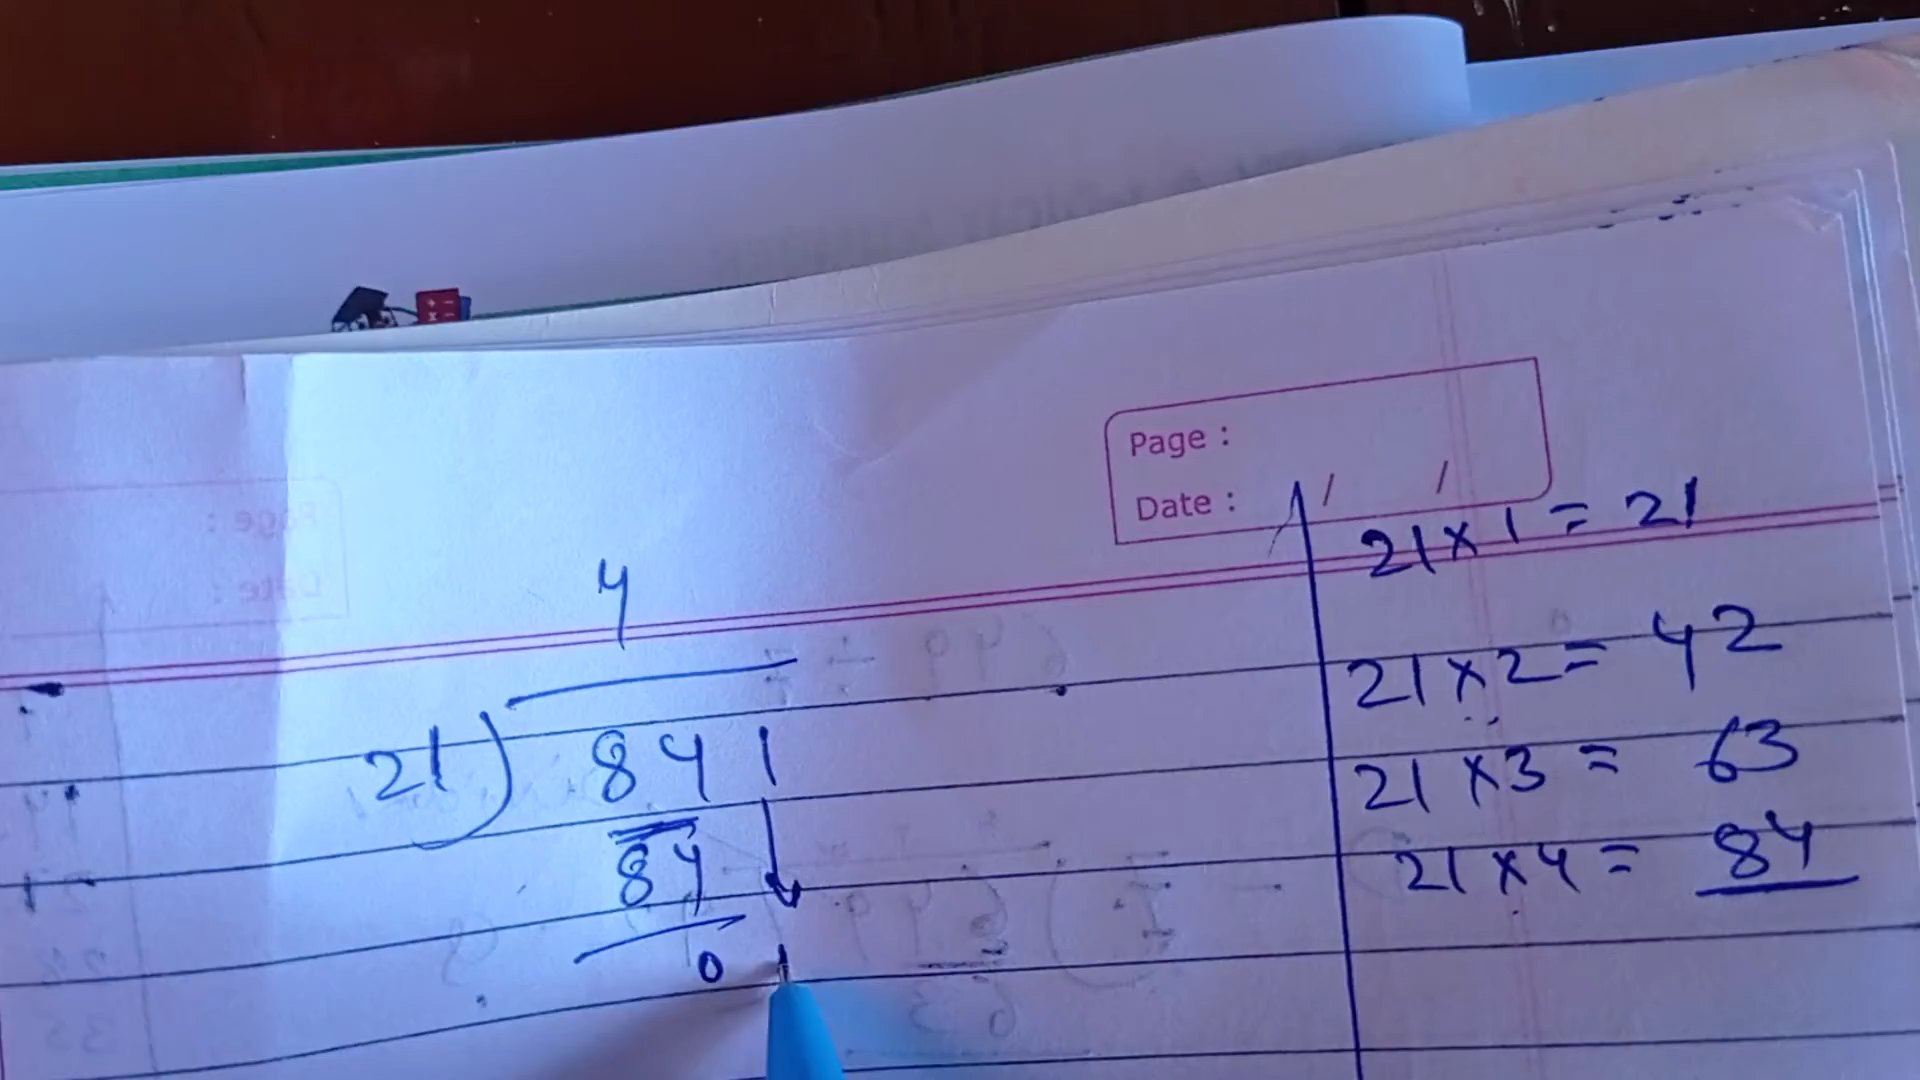 Page :
Date : / /
21 x 1 = 21
4
21 x 2 = 42
21 ) 841
21 x 3 = 63
84
21 x 4 = 84
0 1